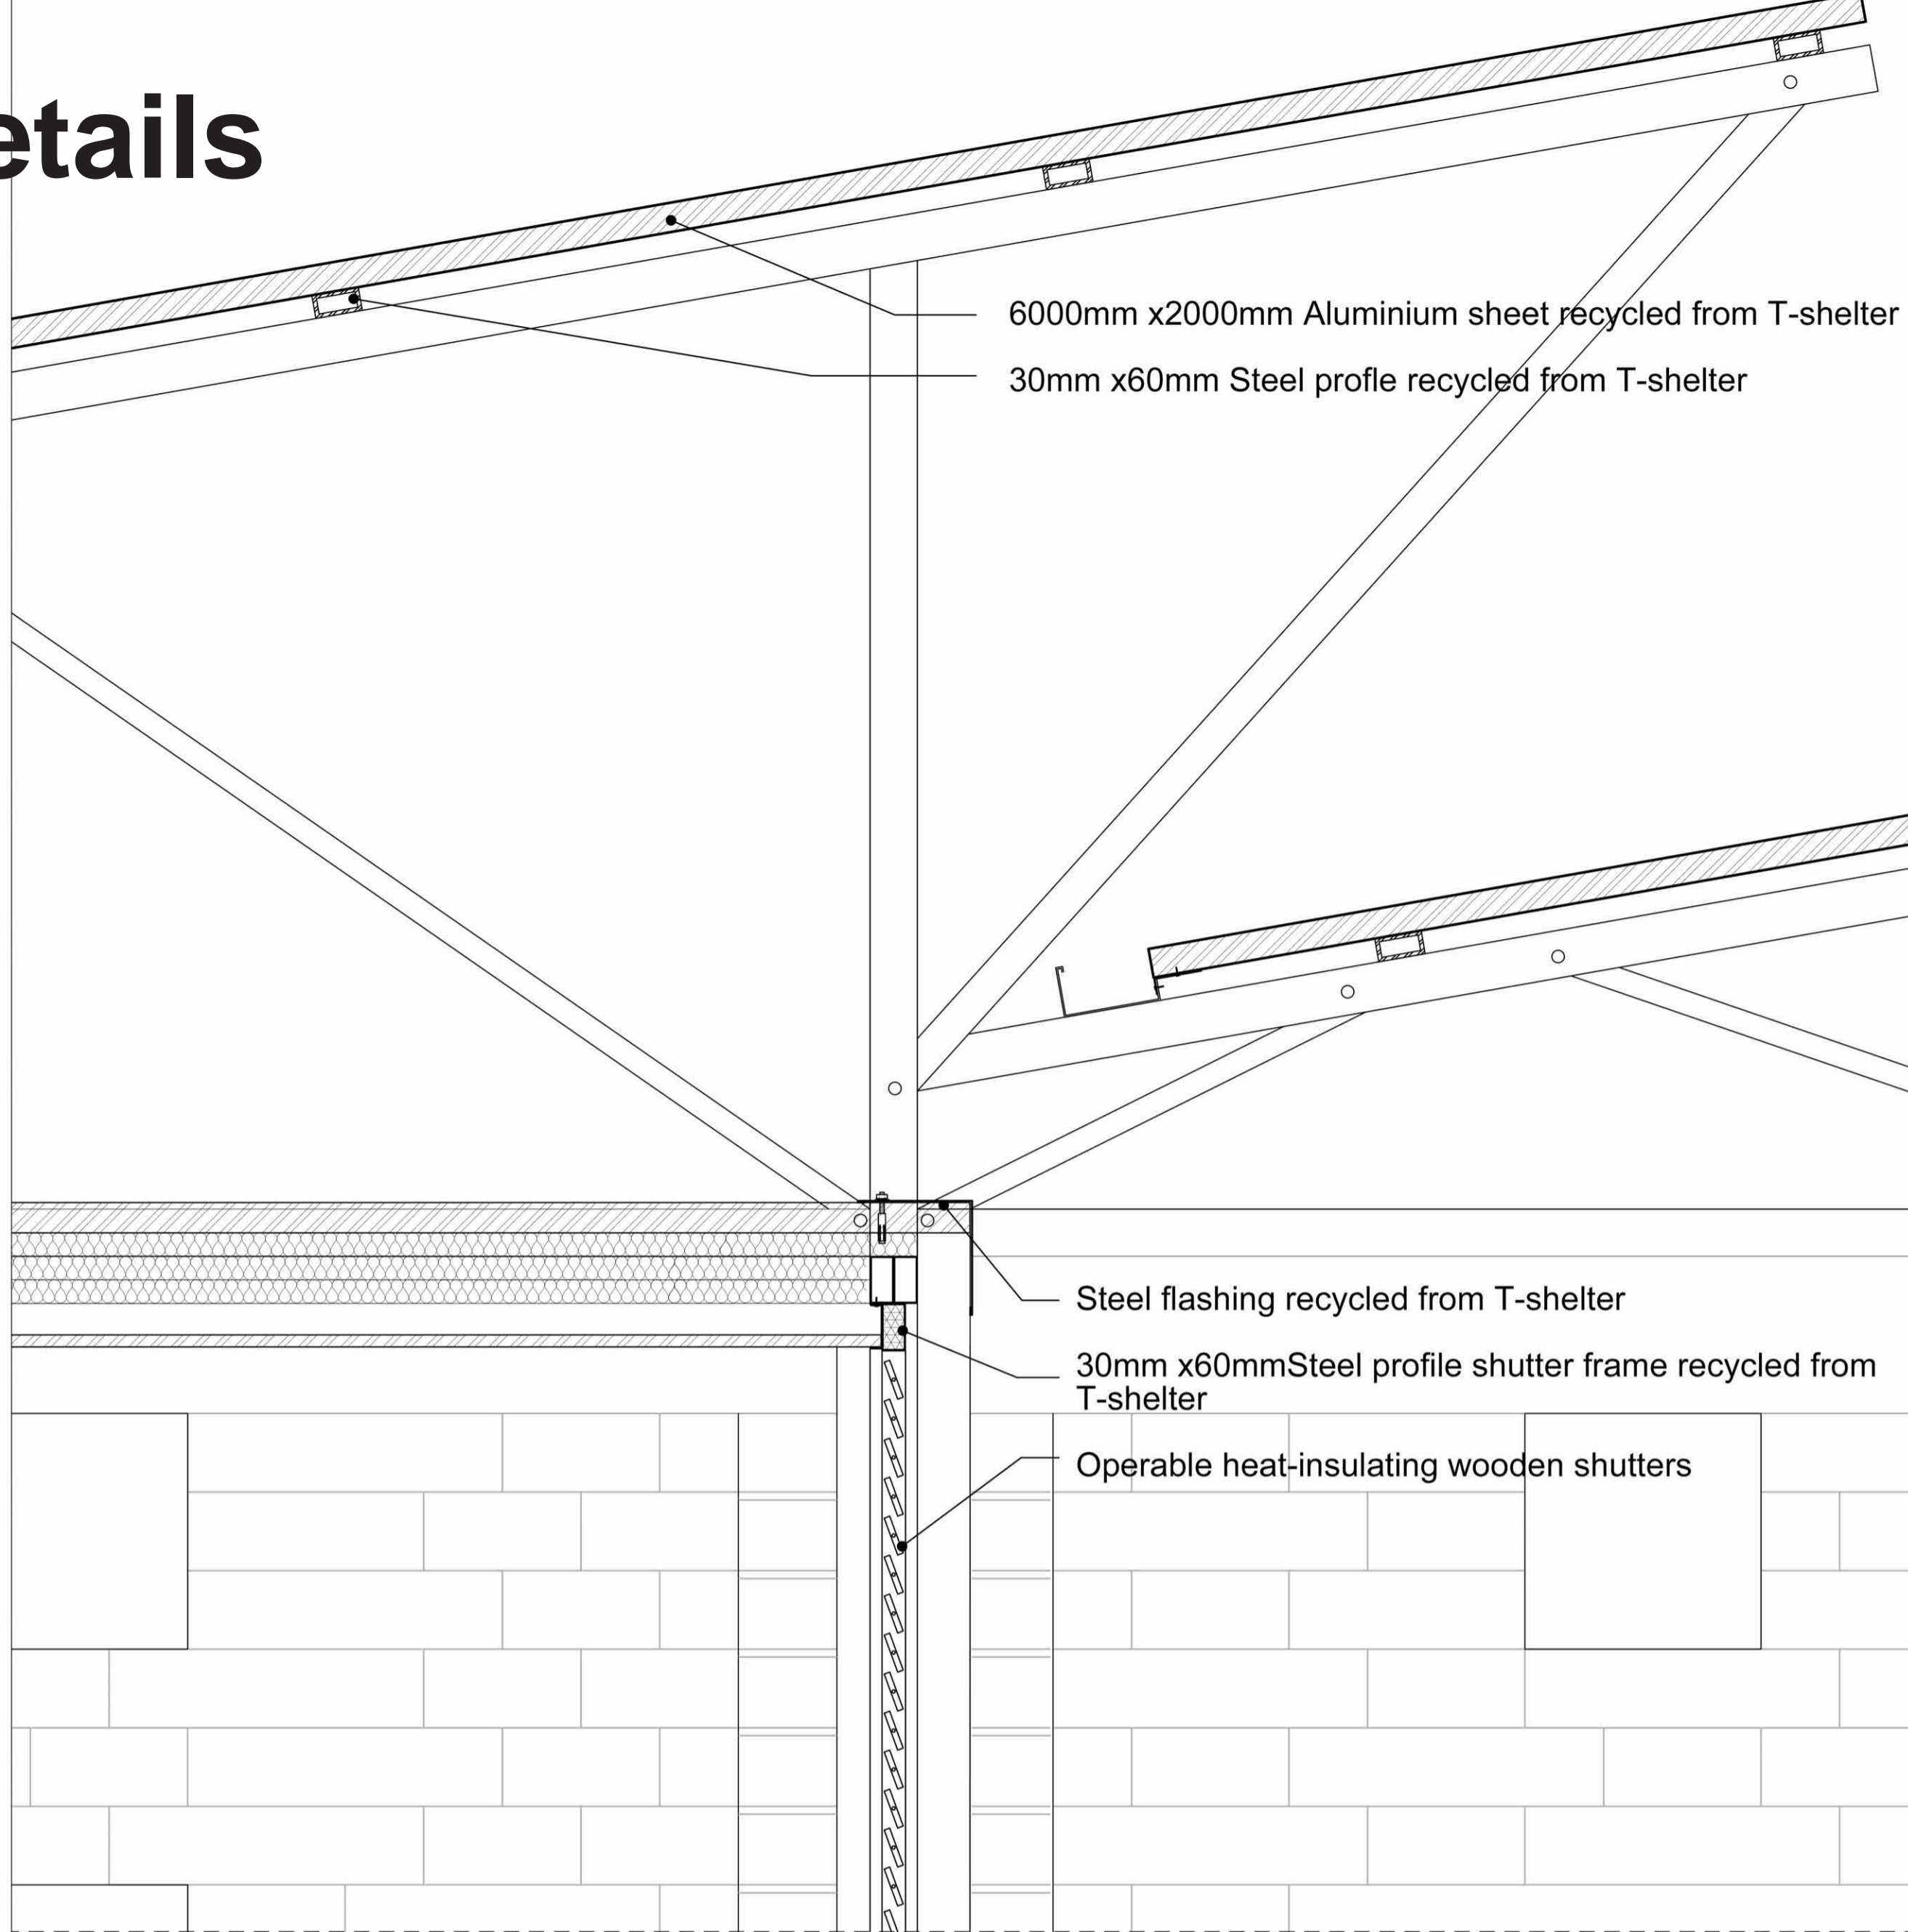 etails
6000mm x2000mm Aluminium sheet recycled from T-shelter
30mm x60mm Steel profle recycled from T-shelter
Steel flashing recycled from T-shelter
30mm x60mmSteel profile shutter frame recycled from
T-shelter
Operable heat-insulating wooden shutters